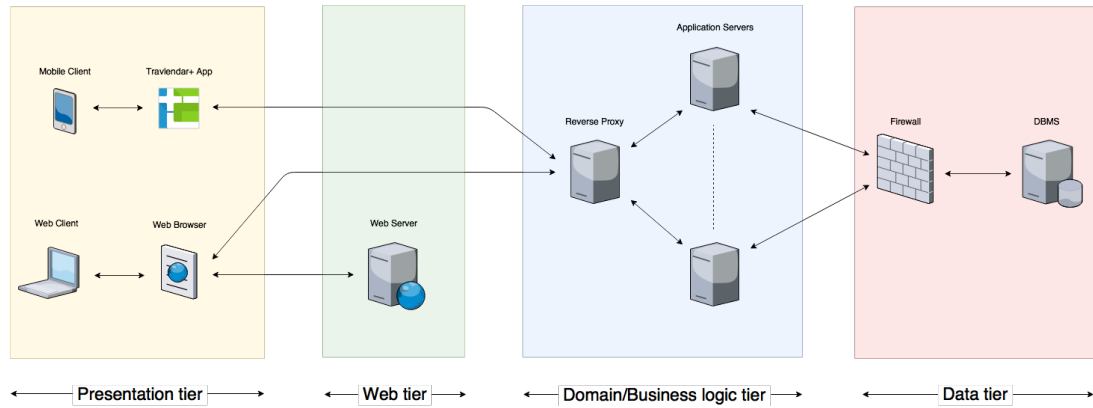 Application Servers
Mobile Client
Travlendar+ App
Reverse Proxy
Firewall
DBMS
Web Client
Web Browser
Web Server
Presentation tier
Web tier
Domain/Business logic tier
Data tier